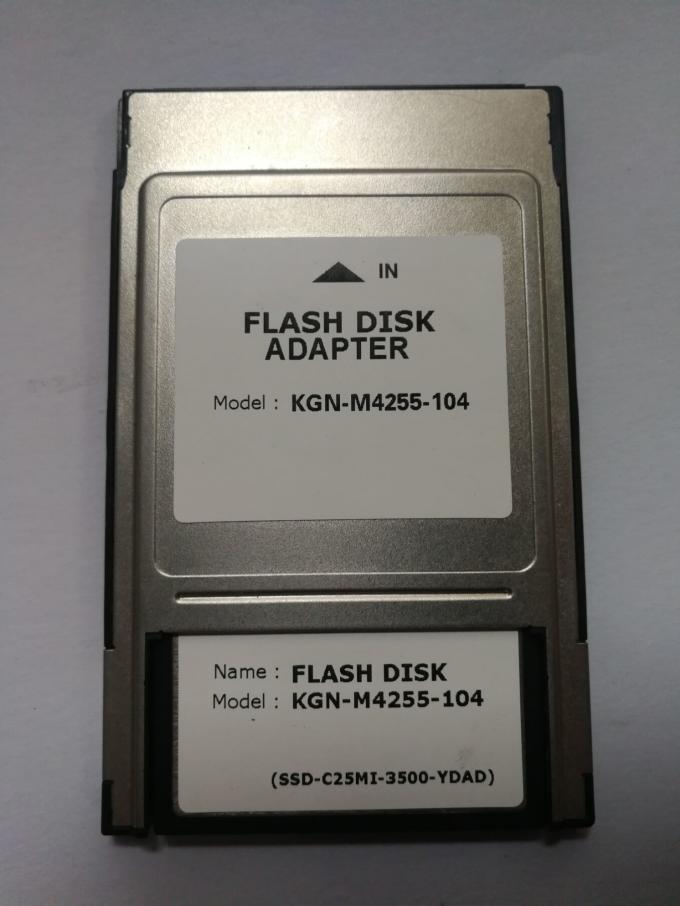 IN
FLASH DISK
ADAPTER
Model : KGN-M4255-104
Name : FLASH DISK
Model : KGN-M4255-104
(SSD-C25MI-3500-YDAD)